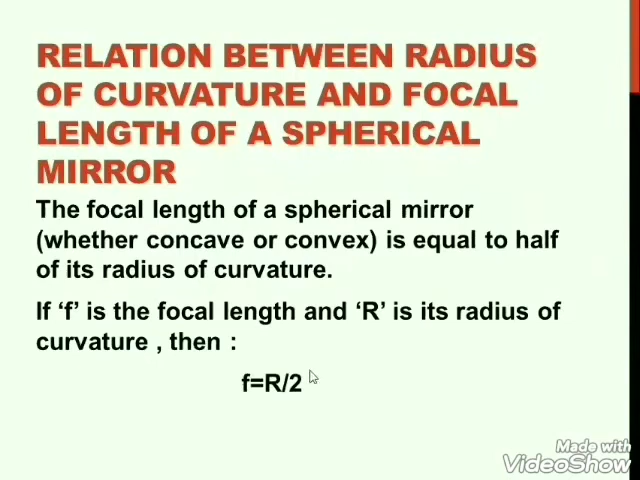 RELATION BETWEEN RADIUS
OF CURVATURE AND FOCAL
LENGTH OF A SPHERICAL
MIRROR
The focal length of a spherical mirror
(whether concave or convex) is equal to half
of its radius of curvature.
If ‘f’ is the focal length and ‘R’ is its radius of
curvature , then :
f=R/2
Made with
VideoShow